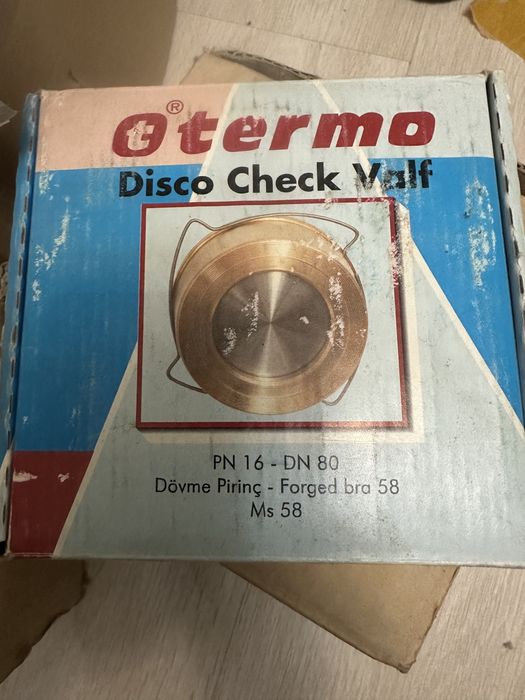 t® termo
Disco Check Valf
PN 16 - DN 80
Dövme Pirinç - Forged bra 58
Ms 58